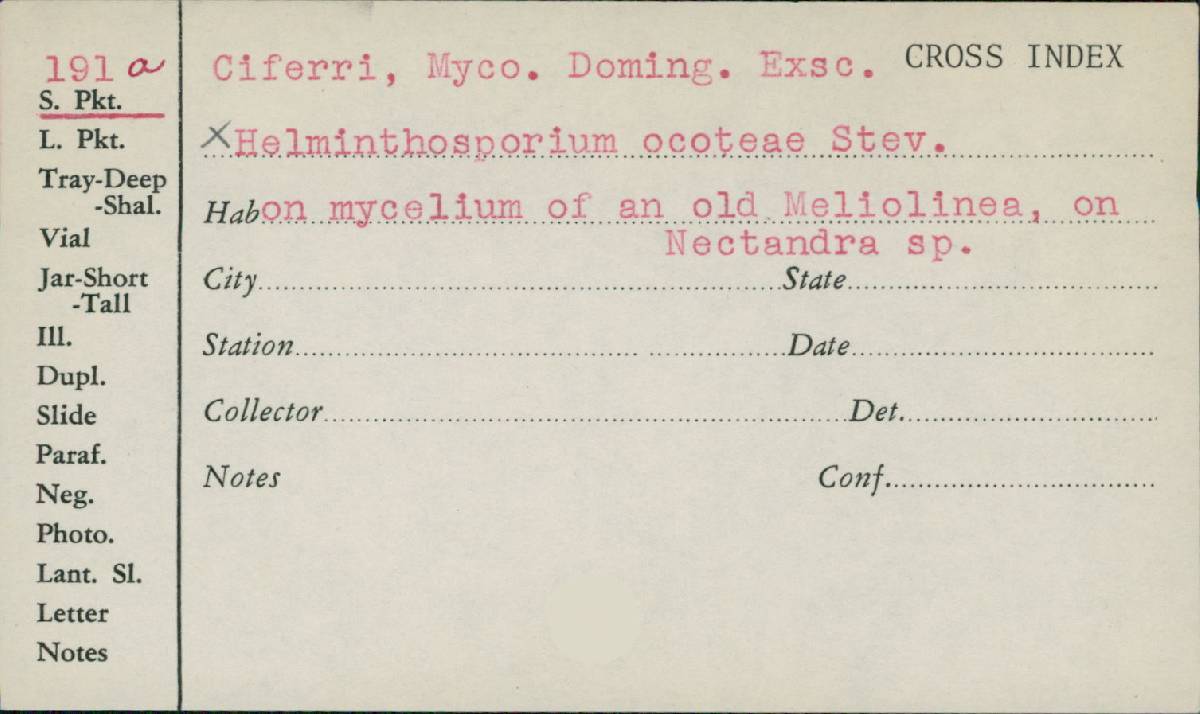 191 a
S. Pkt.
L. Pkt.
Tray-Deep
-Shal.
Vial
Jar-Short
-Tall
Ill.
Dupl.
Slide
Paraf.
Neg.
Photo.
Lant. Sl.
Letter
Notes
Ciferri, Myco. Doming. Exsc. CROSS INDEX
XHelminthosporium ocoteae Stev.
Hab on mycelium of an old Meliolinea, on
Nectandra sp.
City State
Station Date
Collector Det.
Notes Conf.